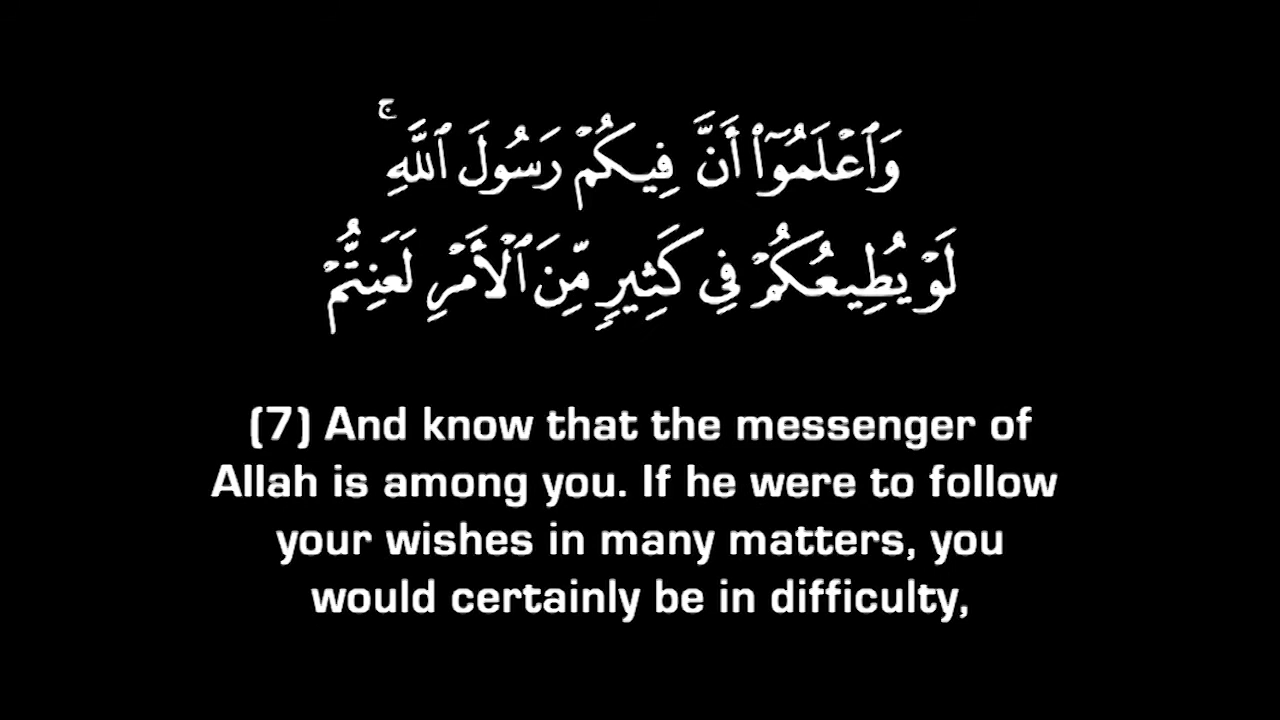 وَٱعْلَمُوٓا۟ أَنَّ فِيكُمْ رَسُولَ ٱللَّهِ ۚ
لَوْ يُطِيعُكُمْ فِى كَثِيرٍ مِّنَ ٱلْأَمْرِ لَعَنِتُّمْ
(7) And know that the messenger of
Allah is among you. If he were to follow
your wishes in many matters, you
would certainly be in difficulty,